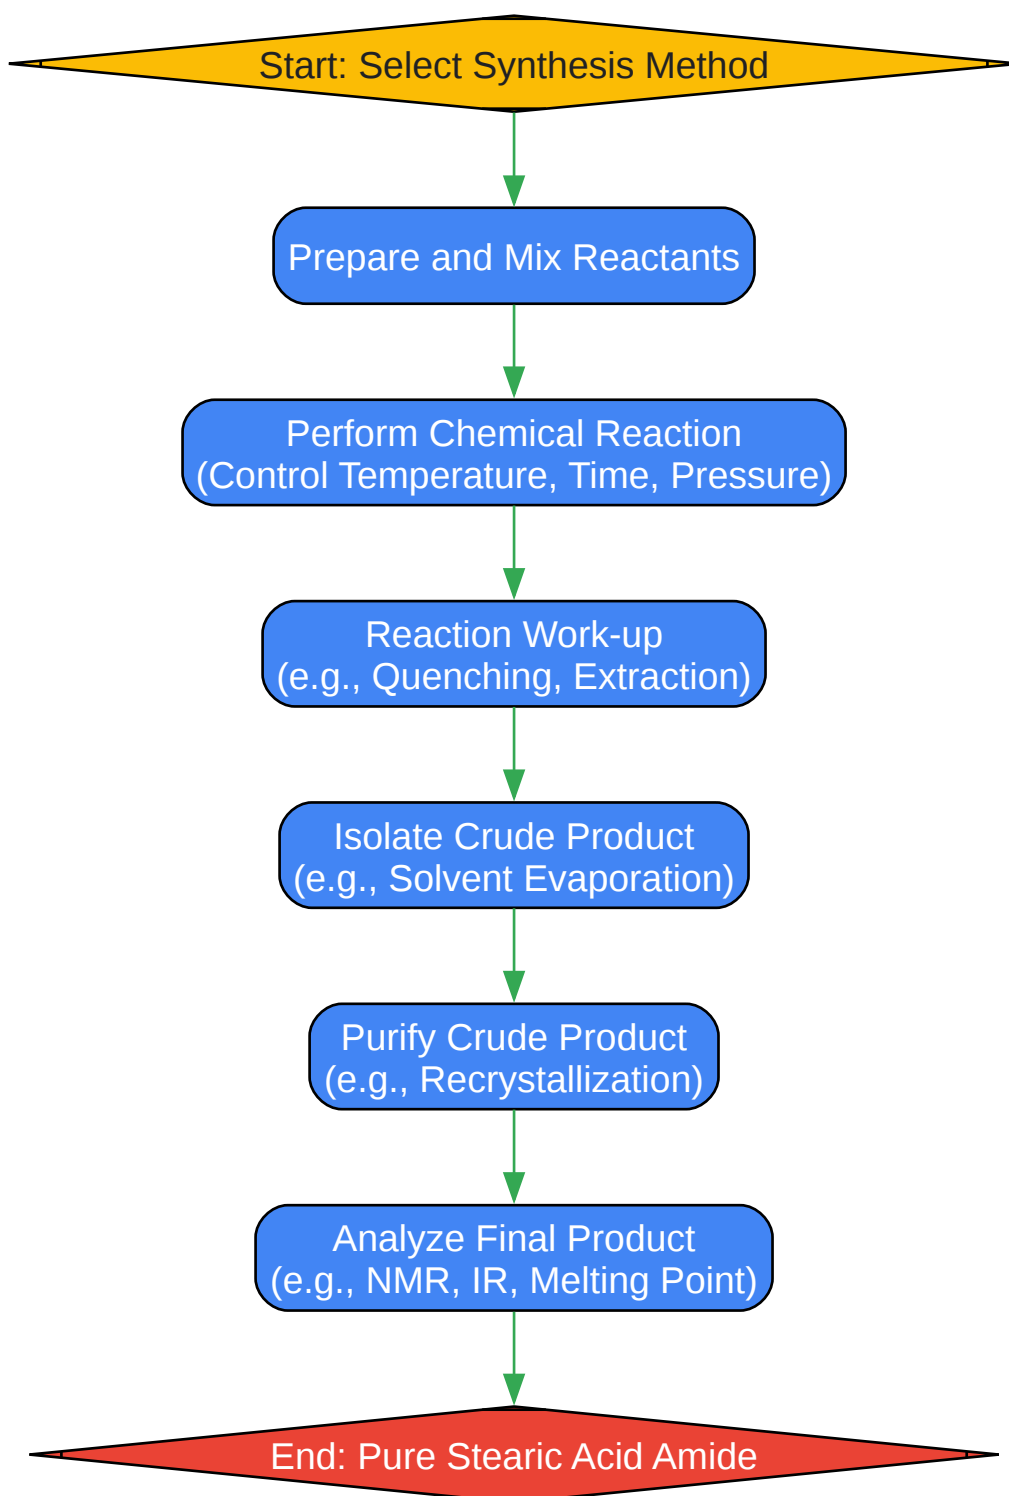 Start: Select Synthesis Method
Prepare and Mix Reactants
Perform Chemical Reaction
(Control Temperature, Time, Pressure)
Reaction Work-up
(e.g., Quenching, Extraction)
Isolate Crude Product
(e.g., Solvent Evaporation)
Purify Crude Product
(e.g., Recrystallization)
Analyze Final Product
(e.g., NMR, IR, Melting Point)
End: Pure Stearic Acid Amide